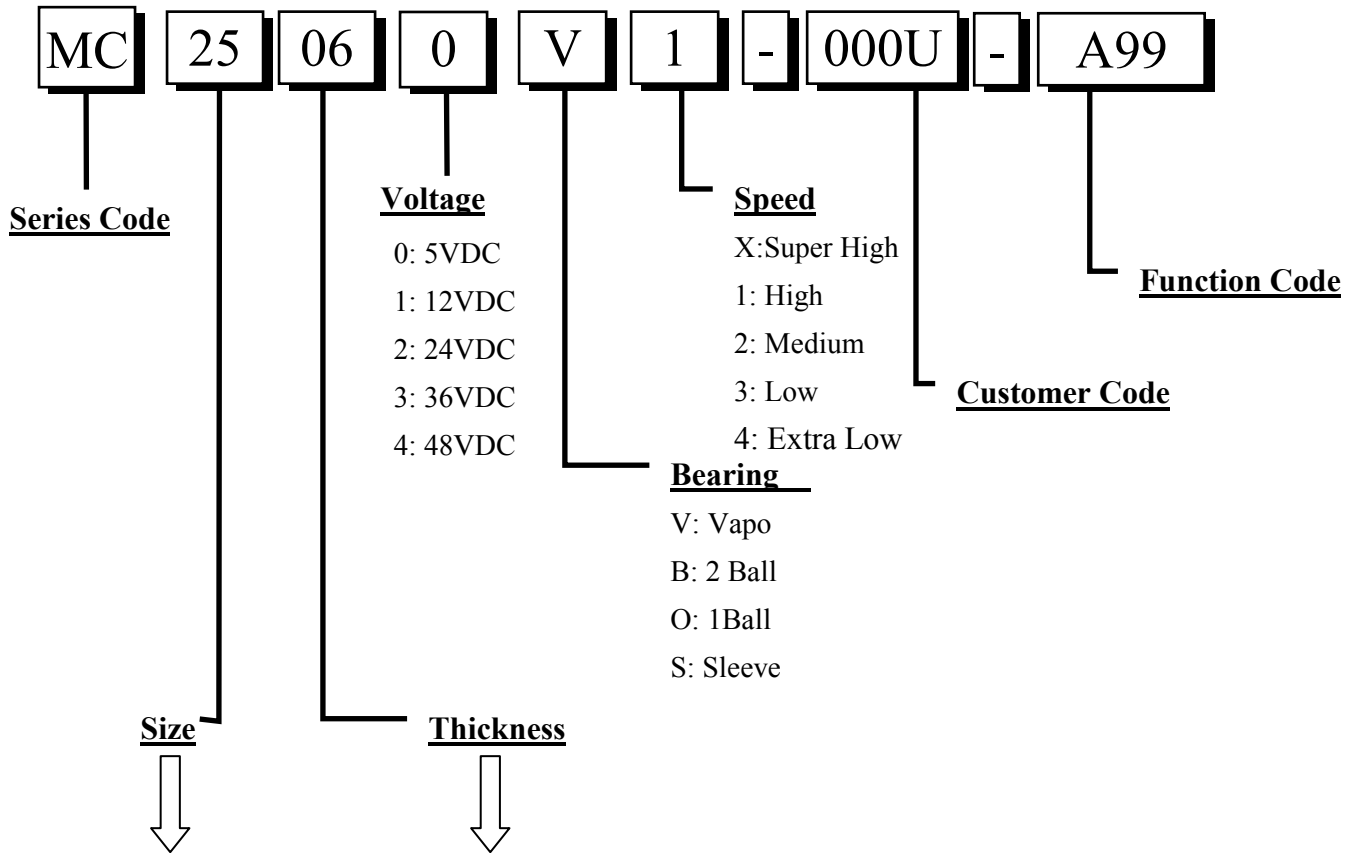 MC 25 06 0 V 1 - 000U - A99
Series Code
Voltage
0: 5VDC
1: 12VDC
2: 24VDC
3: 36VDC
4: 48VDC
Speed
X:Super High
1: High
2: Medium
3: Low
4: Extra Low
Function Code
Customer Code
Bearing
V: Vapo
B: 2 Ball
O: 1Ball
S: Sleeve
Size
Thickness